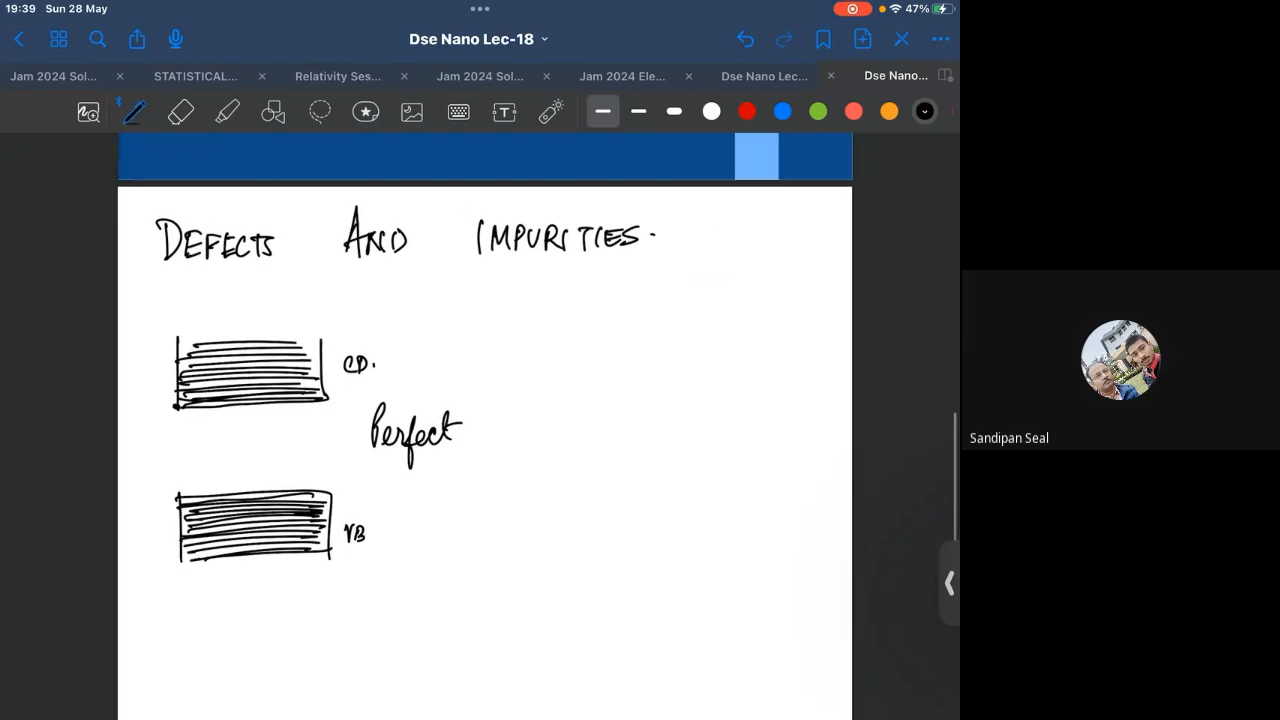 19:39 Sun 28 May
47%
Dse Nano Lec-18
Jam 2024 Sol...
STATISTICAL...
Relativity Ses...
Jam 2024 Sol...
Jam 2024 Ele...
Dse Nano Lec...
Dse Nano...
DEFECTS AND IMPURITIES.
CD.
Perfect
VB
Sandipan Seal